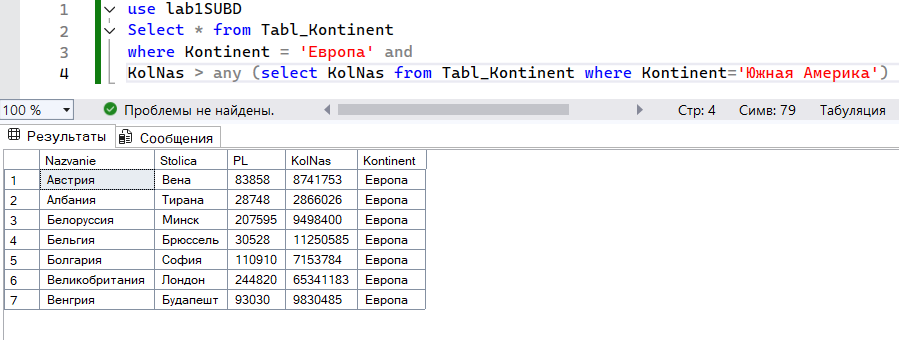 1 use lab1SUBD
2 Select * from Tabl_Kontinent
3 where Kontinent = 'Европа' and
4 KolNas > any (select KolNas from Tabl_Kontinent where Kontinent='Южная Америка')
100 % Проблемы не найдены. Стр: 4 Симв: 79 Табуляция
Результаты Сообщения
Nazvanie Stolica PL KolNas Kontinent
1 Австрия Вена 83858 8741753 Европа
2 Албания Тирана 28748 2866026 Европа
3 Белоруссия Минск 207595 9498400 Европа
4 Бельгия Брюссель 30528 11250585 Европа
5 Болгария София 110910 7153784 Европа
6 Великобритания Лондон 244820 65341183 Европа
7 Венгрия Будапешт 93030 9830485 Европа